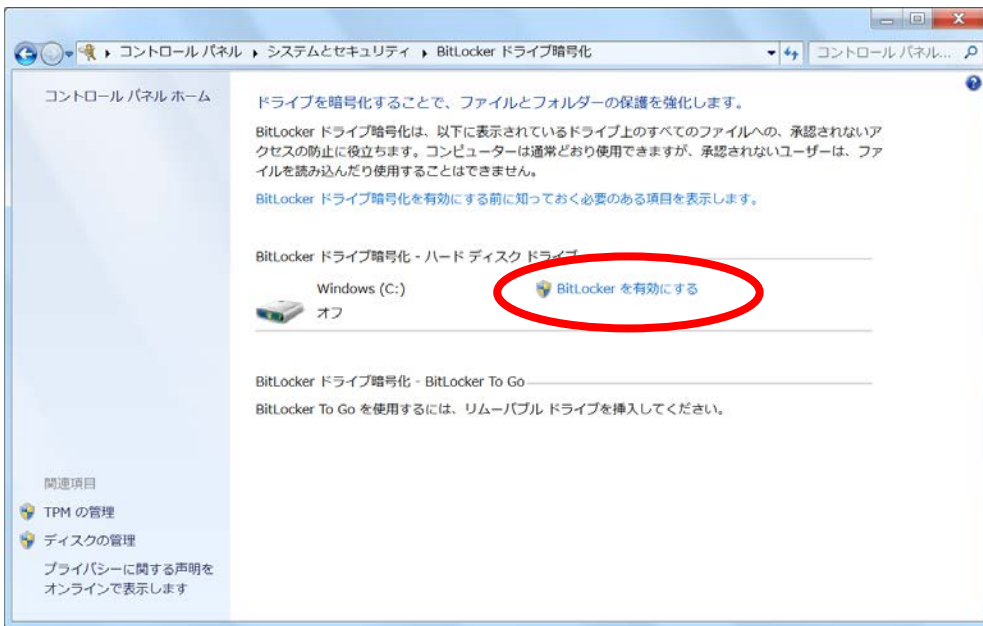 コントロール パネル ▸ システムとセキュリティ ▸ BitLocker ドライブ暗号化
コントロール パネル...
コントロール パネル ホーム
ドライブを暗号化することで、ファイルとフォルダーの保護を強化します。
BitLocker ドライブ暗号化は、以下に表示されているドライブ上のすべてのファイルへの、承認されないア
クセスの防止に役立ちます。コンピューターは通常どおり使用できますが、承認されないユーザーは、ファ
イルを読み込んだり使用することはできません。
BitLocker ドライブ暗号化を有効にする前に知っておく必要のある項目を表示します。
BitLocker ドライブ暗号化 - ハード ディスク ドライブ
Windows (C:)
BitLocker を有効にする
オフ
BitLocker ドライブ暗号化 - BitLocker To Go
BitLocker To Go を使用するには、リムーバブル ドライブを挿入してください。
関連項目
TPM の管理
ディスクの管理
プライバシーに関する声明を
オンラインで表示します